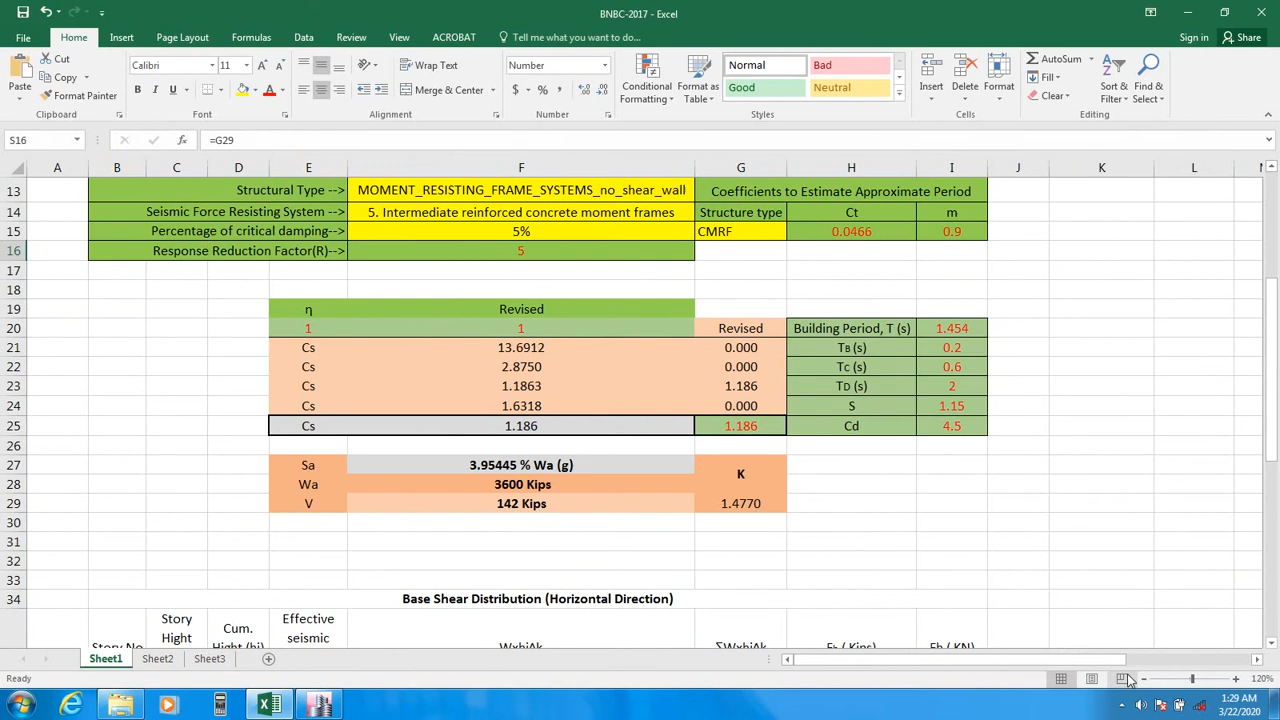 BNBC-2017 - Excel
File Home Insert Page Layout Formulas Data Review View ACROBAT Tell me what you want to do... Sign in Share
Paste Cut Copy Format Painter Calibri 11 B I U Wrap Text Merge & Center Number $ % , Conditional Formatting Format as Table Normal Bad Good Neutral Insert Delete Format AutoSum Fill Clear Sort & Filter Find & Select
Clipboard Font Alignment Number Styles Cells Editing
S16 fx =G29
A B C D E F G H I J K L
13 Structural Type --> MOMENT_RESISTING_FRAME_SYSTEMS_no_shear_wall Coefficients to Estimate Approximate Period
14 Seismic Force Resisting System --> 5. Intermediate reinforced concrete moment frames Structure type Ct m
15 Percentage of critical damping--> 5% CMRF 0.0466 0.9
16 Response Reduction Factor(R)--> 5
17
18
19 η Revised
20 1 1 Revised Building Period, T (s) 1.454
21 Cs 13.6912 0.000 TB (s) 0.2
22 Cs 2.8750 0.000 TC (s) 0.6
23 Cs 1.1863 1.186 TD (s) 2
24 Cs 1.6318 0.000 S 1.15
25 Cs 1.186 1.186 Cd 4.5
26
27 Sa 3.95445 % Wa (g) K
28 Wa 3600 Kips
29 V 142 Kips 1.4770
30
31
32
33
34 Base Shear Distribution (Horizontal Direction)
Story No Story Hight Cum. Hight (hi) Effective seismic WxhiAk ΣWxhiAk
Sheet1 Sheet2 Sheet3
Ready 120%
1:29 AM
3/22/2020